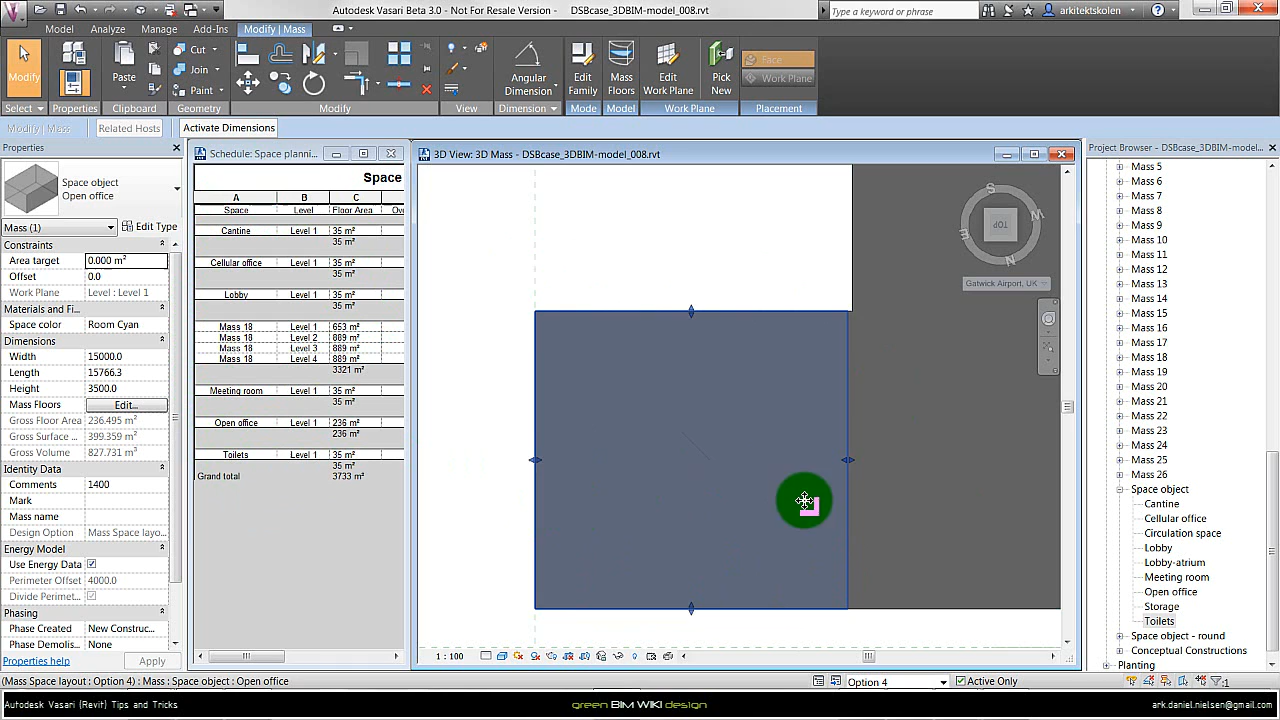 Autodesk Vasari Beta 3.0 - Not For Resale Version - DSBcase_3DBIM-model_008.rvt
Type a keyword or phrase
arkitektskolen
Home Analyze Manage Add-Ins Modify | Mass
Modify
Paste
Cut
Join
Paint
Angular Dimension
Edit Family
Mass Floors
Edit Work Plane
Pick New
Face
Work Plane
Select Properties Clipboard Geometry Modify View Dimension Mode Model Work Plane Placement
Modify | Mass Related Hosts Activate Dimensions
Properties
Space object
Open office
Mass (1) Edit Type
Constraints
Area target 0.000 m²
Offset 0.0
Work Plane Level : Level 1
Materials and Fi...
Space color Room Cyan
Dimensions
Width 15000.0
Length 15766.3
Height 3500.0
Mass Floors Edit...
Gross Floor Area 236.495 m²
Gross Surface ... 399.359 m²
Gross Volume 827.731 m³
Identity Data
Comments 1400
Mark
Mass name
Design Option Mass Space layo...
Energy Model
Use Energy Data
Perimeter Offset 4000.0
Divide Perimet...
Phasing
Phase Created New Construc...
Phase Demolis... None
Properties help Apply
Schedule: Space planni...
Space
A B C
Space Level Floor Area
Cantine Level 1 35 m²
35 m²
Cellular office Level 1 35 m²
35 m²
Lobby Level 1 35 m²
35 m²
Mass 18 Level 1 653 m²
Mass 18 Level 2 889 m²
Mass 18 Level 3 889 m²
Mass 18 Level 4 889 m²
3321 m²
Meeting room Level 1 35 m²
35 m²
Open office Level 1 236 m²
236 m²
Toilets Level 1 35 m²
35 m²
Grand total 3733 m²
3D View: 3D Mass - DSBcase_3DBIM-model_008.rvt
S
W
TOP
E
N
Gatwick Airport, UK
1 : 100
Project Browser - DSBcase_3DBIM-model...
Mass 5
Mass 6
Mass 7
Mass 8
Mass 9
Mass 10
Mass 11
Mass 12
Mass 13
Mass 14
Mass 15
Mass 16
Mass 17
Mass 18
Mass 19
Mass 20
Mass 21
Mass 22
Mass 23
Mass 24
Mass 25
Mass 26
Space object
Cantine
Cellular office
Circulation space
Lobby
Lobby-atrium
Meeting room
Open office
Storage
Toilets
Space object - round
Conceptual Constructions
Planting
(Mass Space layout : Option 4) : Mass : Space object : Open office
Option 4
Active Only
:1
Autodesk Vasari (Revit) Tips and Tricks
green BIM WIKI design
ark.daniel.nielsen@gmail.com